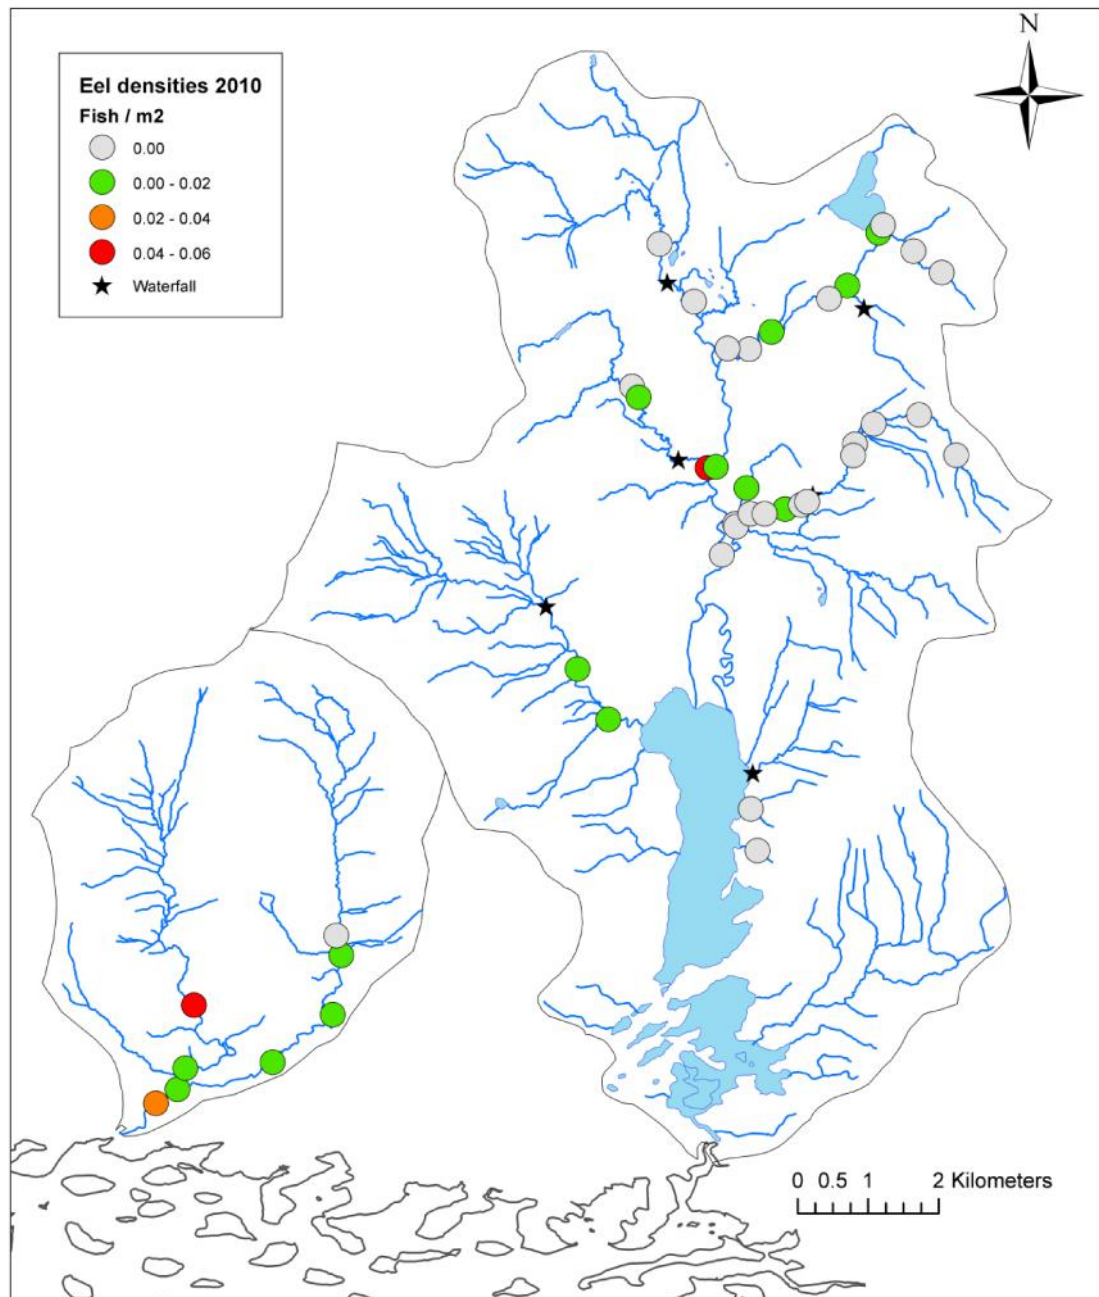 N
Eel densities 2010
Fish / m2
0.00
0.00 - 0.02
0.02 - 0.04
0.04 - 0.06
Waterfall
0 0.5 1 2 Kilometers